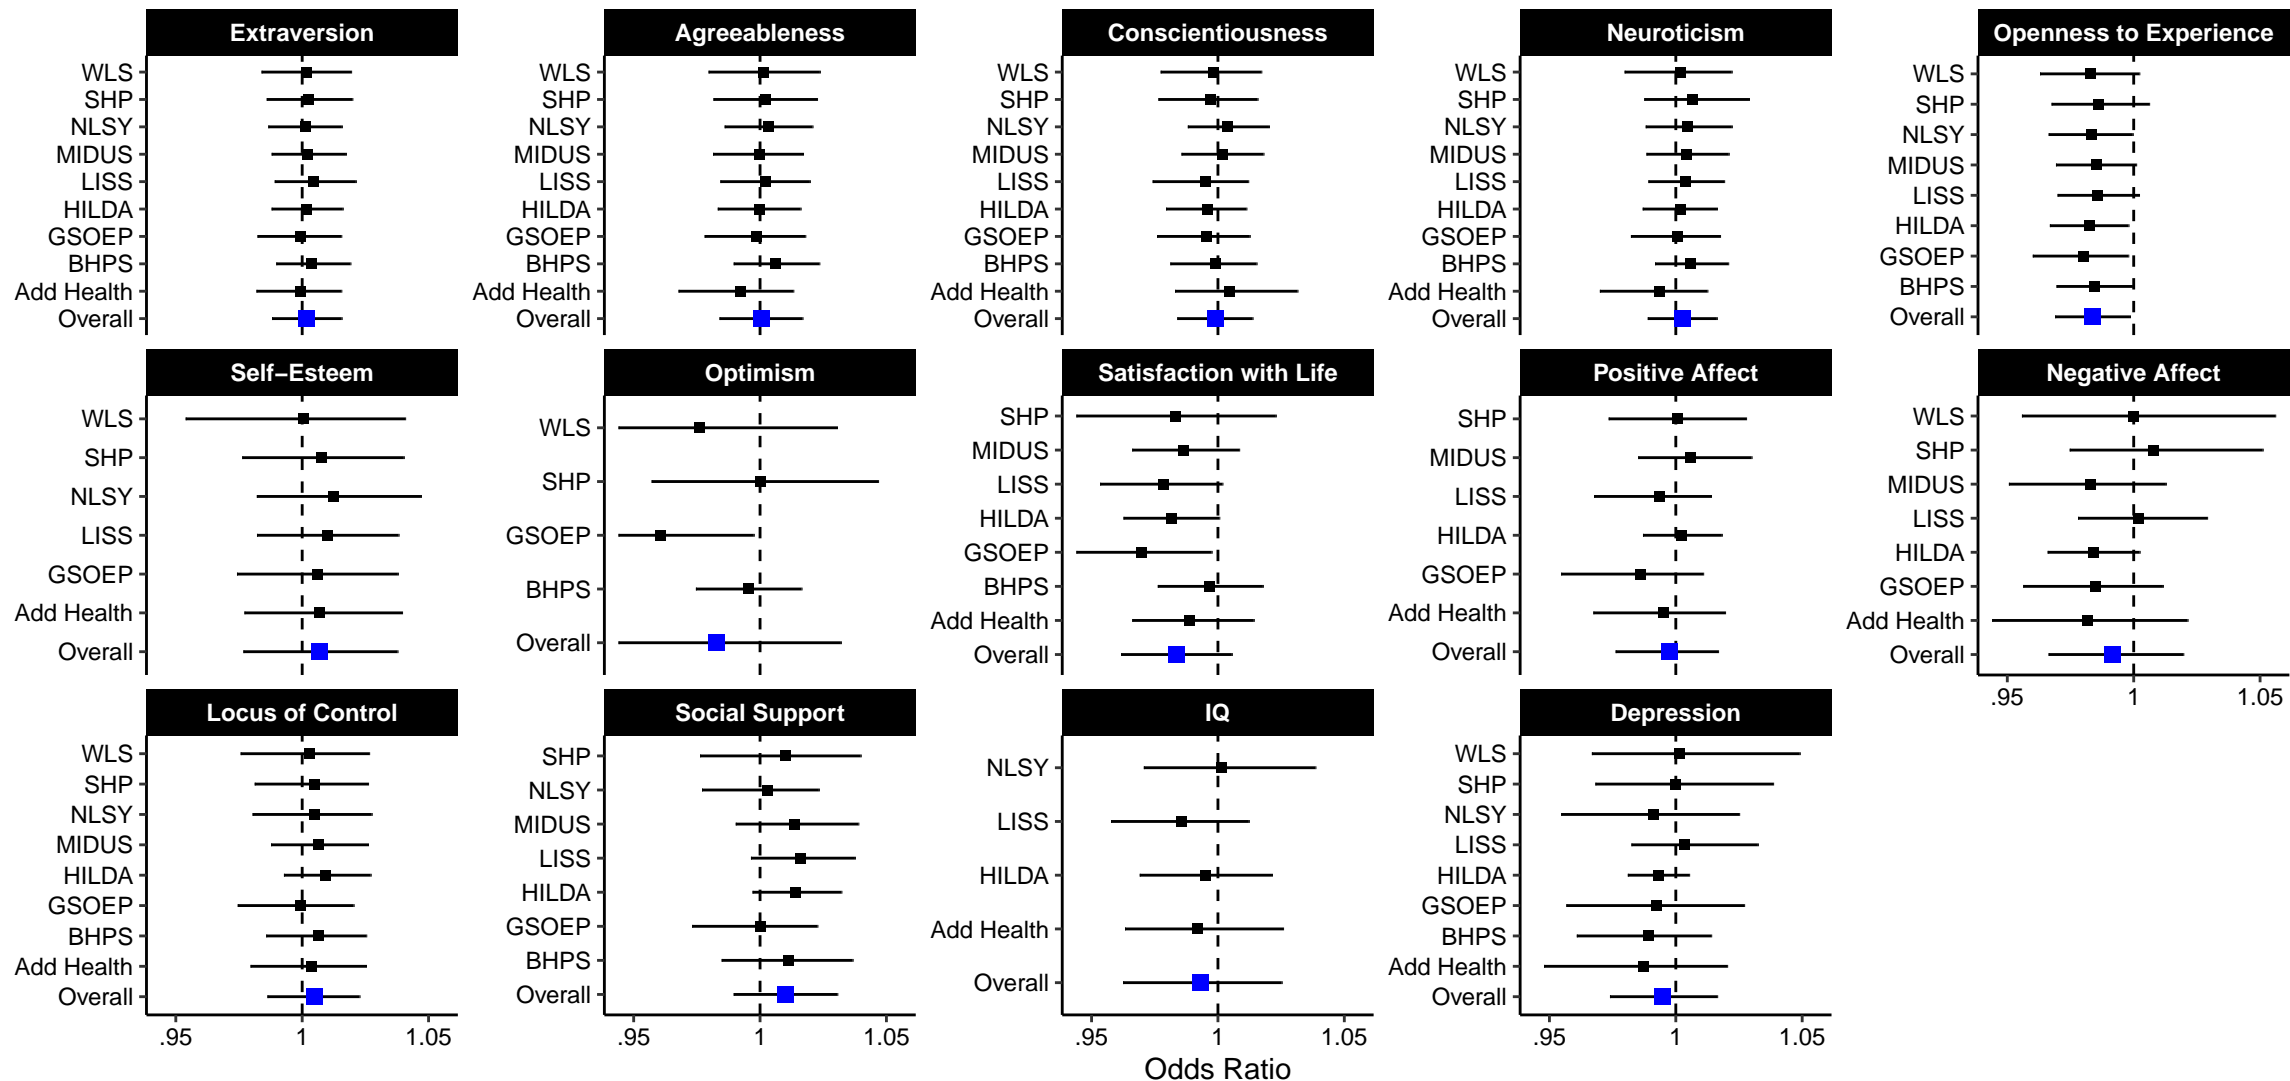 Extraversion
WLS
SHP
NLSY
MIDUS
LISS
HILDA
GSOEP
BHPS
Add Health
Overall
Agreeableness
WLS
SHP
NLSY
MIDUS
LISS
HILDA
GSOEP
BHPS
Add Health
Overall
Conscientiousness
WLS
SHP
NLSY
MIDUS
LISS
HILDA
GSOEP
BHPS
Add Health
Overall
Neuroticism
WLS
SHP
NLSY
MIDUS
LISS
HILDA
GSOEP
BHPS
Add Health
Overall
Openness to Experience
WLS
SHP
NLSY
MIDUS
LISS
HILDA
GSOEP
BHPS
Overall
Self−Esteem
WLS
SHP
NLSY
LISS
GSOEP
Add Health
Overall
Optimism
WLS
SHP
GSOEP
BHPS
Overall
Satisfaction with Life
SHP
MIDUS
LISS
HILDA
GSOEP
BHPS
Add Health
Overall
Positive Affect
SHP
MIDUS
LISS
HILDA
GSOEP
Add Health
Overall
Negative Affect
WLS
SHP
MIDUS
LISS
HILDA
GSOEP
Add Health
Overall
.95 1 1.05
Locus of Control
WLS
SHP
NLSY
MIDUS
HILDA
GSOEP
BHPS
Add Health
Overall
.95 1 1.05
Social Support
SHP
NLSY
MIDUS
LISS
HILDA
GSOEP
BHPS
Overall
.95 1 1.05
IQ
NLSY
LISS
HILDA
Add Health
Overall
.95 1 1.05
Depression
WLS
SHP
NLSY
LISS
HILDA
GSOEP
BHPS
Add Health
Overall
.95 1 1.05
Odds Ratio